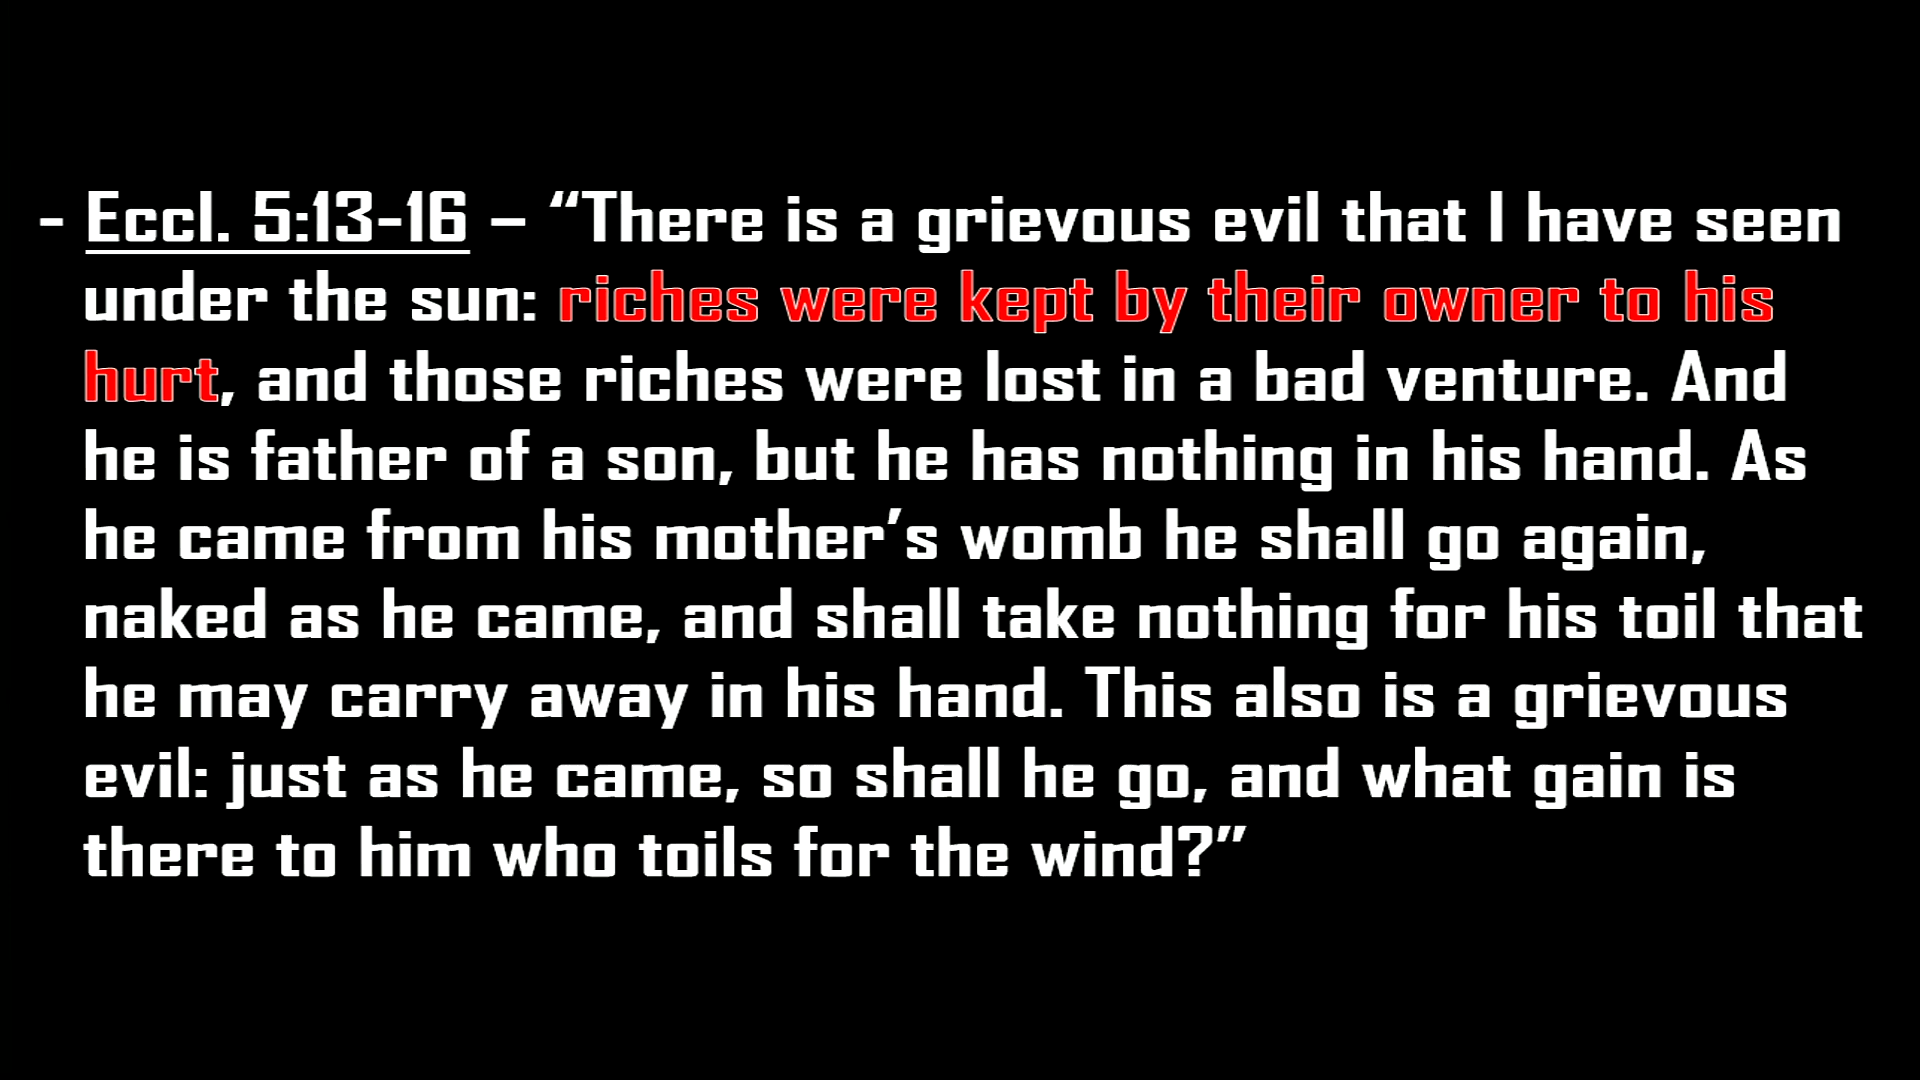 - Eccl. 5:13-16 – “There is a grievous evil that I have seen
under the sun: riches were kept by their owner to his
hurt, and those riches were lost in a bad venture. And
he is father of a son, but he has nothing in his hand. As
he came from his mother’s womb he shall go again,
naked as he came, and shall take nothing for his toil that
he may carry away in his hand. This also is a grievous
evil: just as he came, so shall he go, and what gain is
there to him who toils for the wind?”